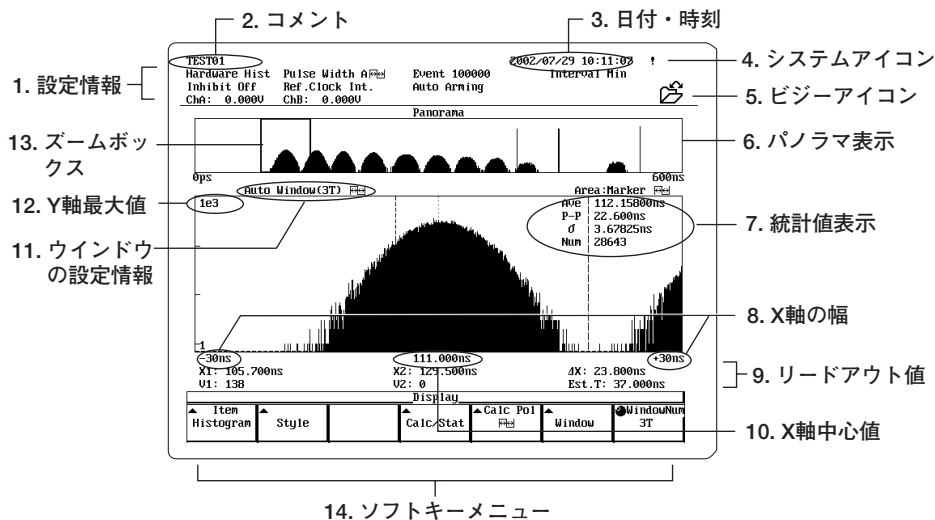 2. コメント
3. 日付・時刻
1. 設定情報
TEST01
2002/07/29 10:11:03 !
4. システムアイコン
Hardware Hist Pulse Width A Event 100000 Interval Min
Inhibit Off Ref.Clock Int. Auto Arming
ChA: 0.000V ChB: 0.000V
5. ビジーアイコン
Panorama
13. ズームボックス
6. パノラマ表示
0ps
600ns
Auto Window(3T)
Area:Marker
12. Y軸最大値
1e3
Ave 112.15800ns
P-P 22.600ns
σ 3.67825ns
Num 28643
7. 統計値表示
11. ウインドウ
の設定情報
8. X軸の幅
1
-30ns
111.000ns
+30ns
X1: 105.700ns
X2: 129.500ns
ΔX: 23.800ns
V1: 138
V2: 0
Est.T: 37.000ns
9. リードアウト値
Display
Item
Histogram
Style
Calc/Stat
Calc Pol
Window
WindowNum
3T
10. X軸中心値
14. ソフトキーメニュー